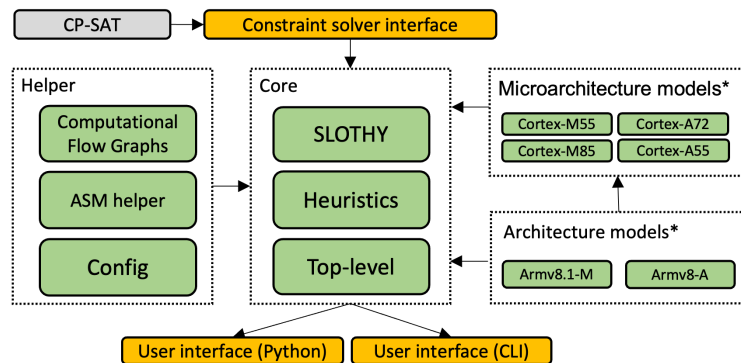 CP-SAT
Constraint solver interface
Helper
Computational
Flow Graphs
ASM helper
Config
Core
SLOTHY
Heuristics
Top-level
Microarchitecture models*
Cortex-M55
Cortex-A72
Cortex-M85
Cortex-A55
Architecture models*
Armv8.1-M
Armv8-A
User interface (Python)
User interface (CLI)